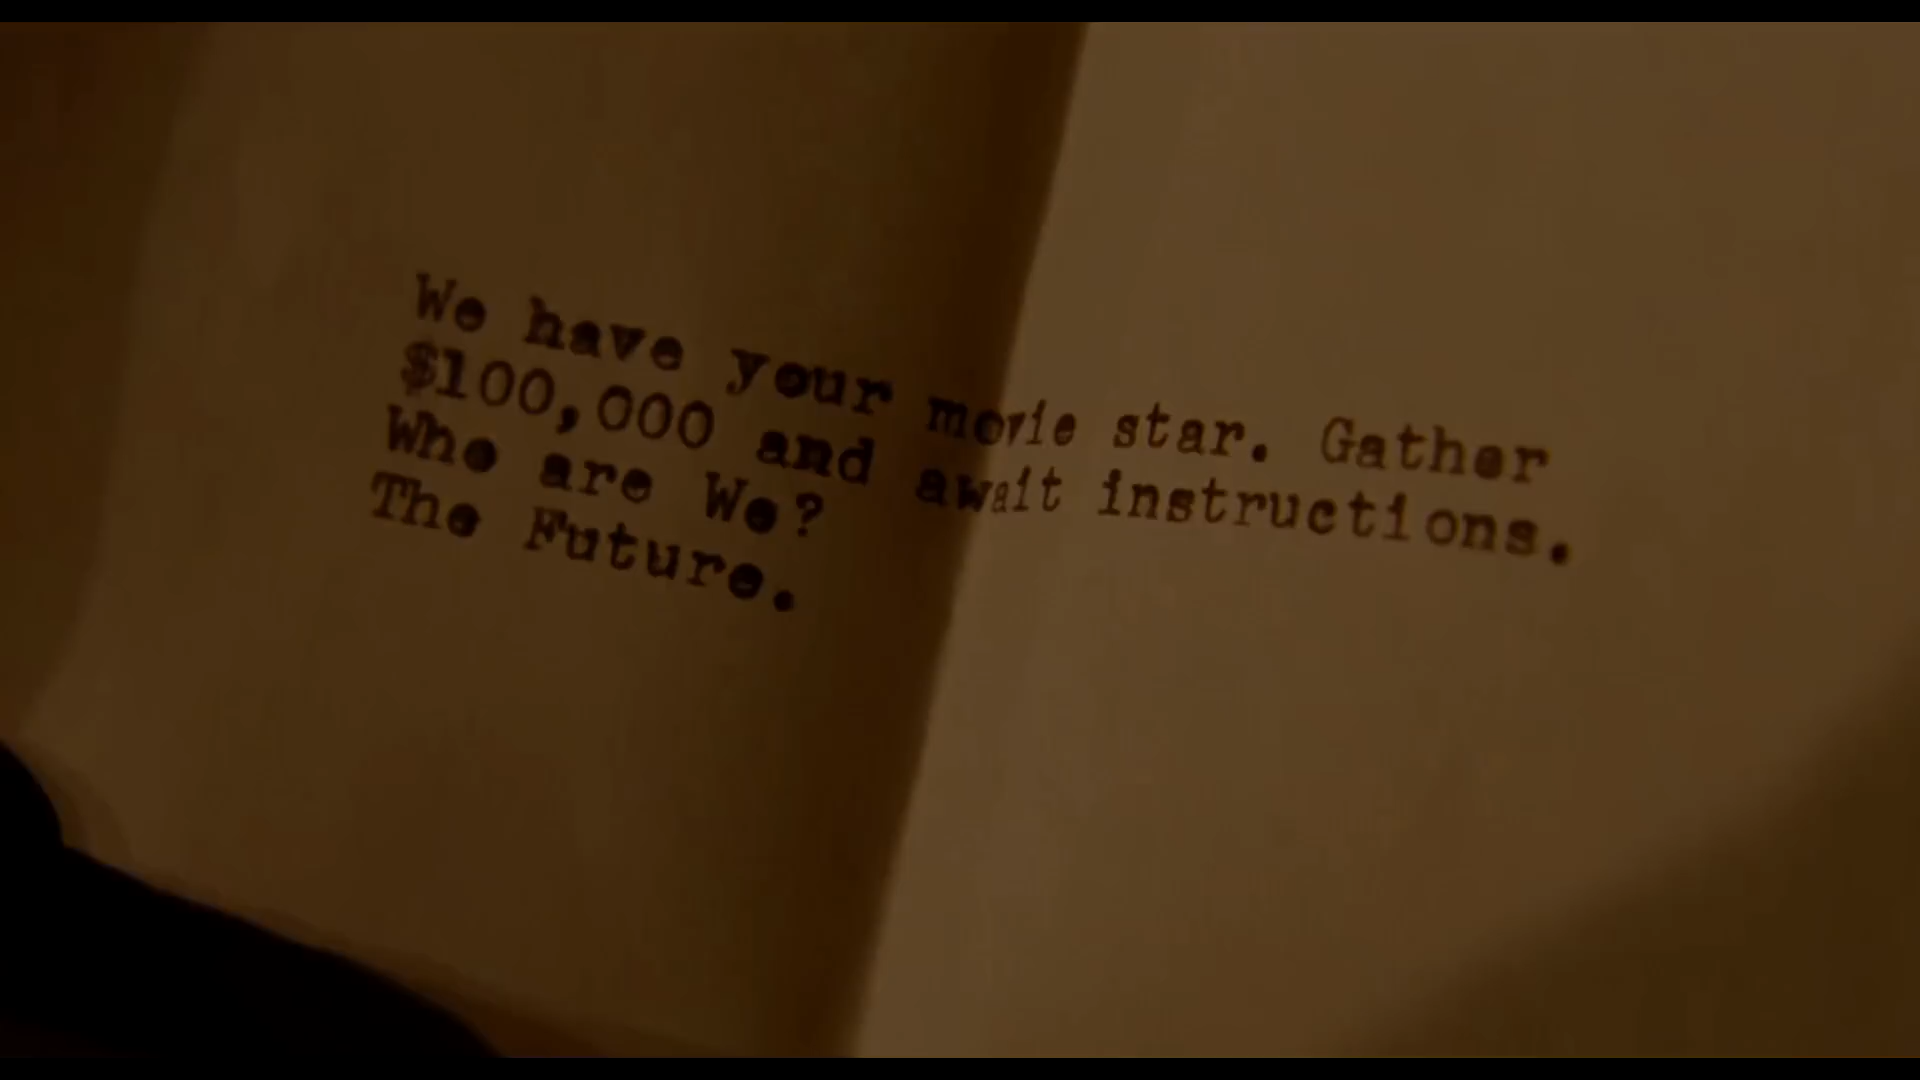 We have your movie star. Gather
$100,000 and await instructions.
Who are We?
The Future.